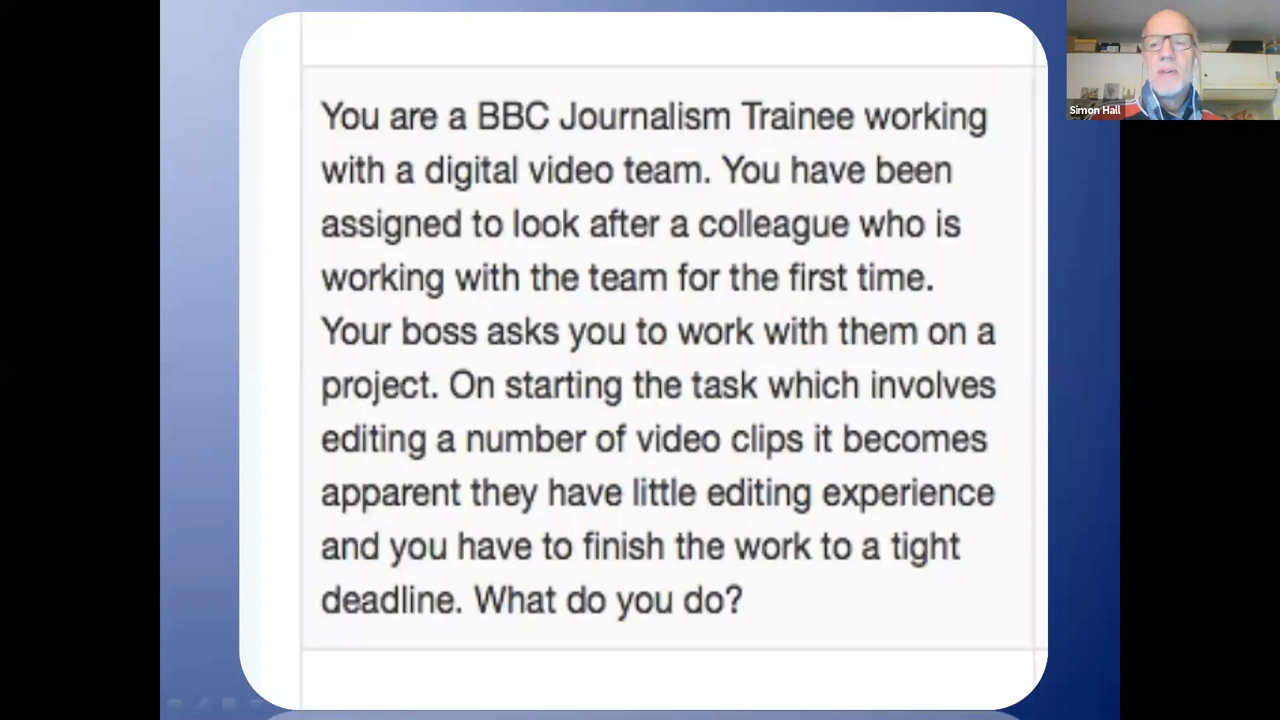 You are a BBC Journalism Trainee working
with a digital video team. You have been
assigned to look after a colleague who is
working with the team for the first time.
Your boss asks you to work with them on a
project. On starting the task which involves
editing a number of video clips it becomes
apparent they have little editing experience
and you have to finish the work to a tight
deadline. What do you do?
Simon Hall